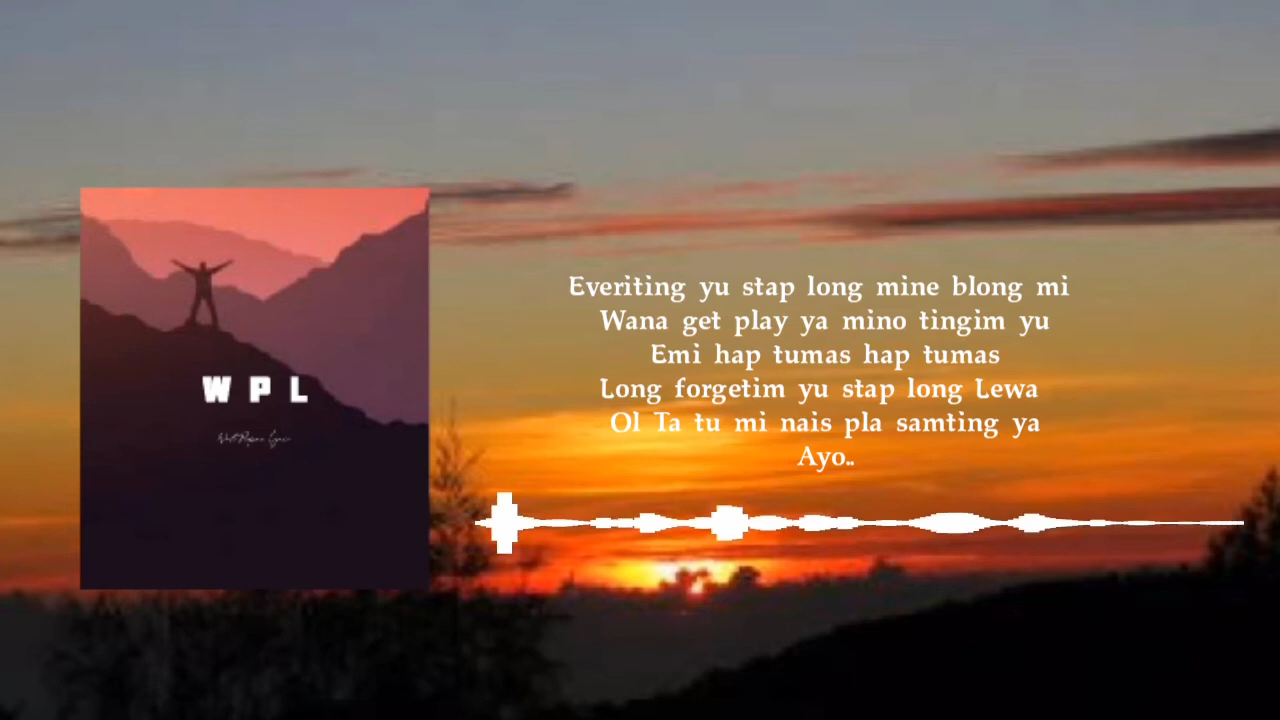 W P L
Everiting yu stap long mine blong mi
Wana get play ya mino tingim yu
Emi hap tumas hap tumas
Long forgetim yu stap long Lewa
Ol Ta tu mi nais pla samting ya
Ayo..